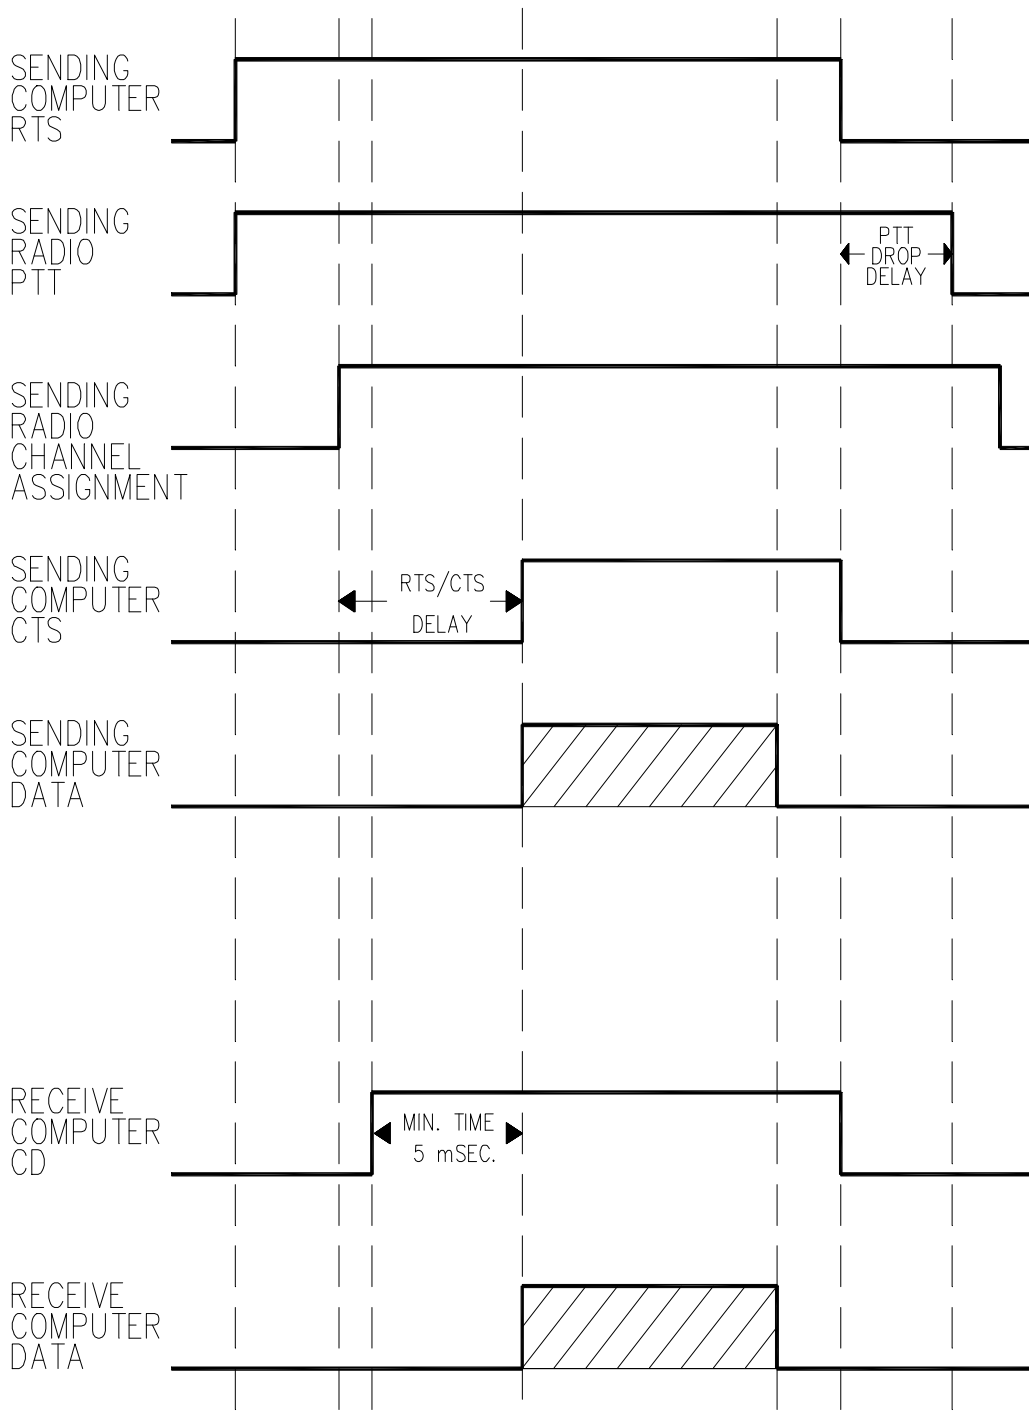 SENDING
COMPUTER
RTS
SENDING
RADIO
PTT
PTT
DROP
DELAY
SENDING
RADIO
CHANNEL
ASSIGNMENT
SENDING
COMPUTER
CTS
RTS/CTS
DELAY
SENDING
COMPUTER
DATA
RECEIVE
COMPUTER
CD
MIN. TIME
5 mSEC.
RECEIVE
COMPUTER
DATA